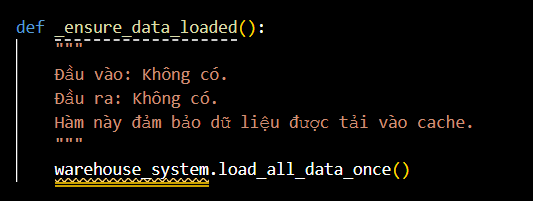 def _ensure_data_loaded():
"""
Đầu vào: Không có.
Đầu ra: Không có.
Hàm này đảm bảo dữ liệu được tải vào cache.
"""
warehouse_system.load_all_data_once()